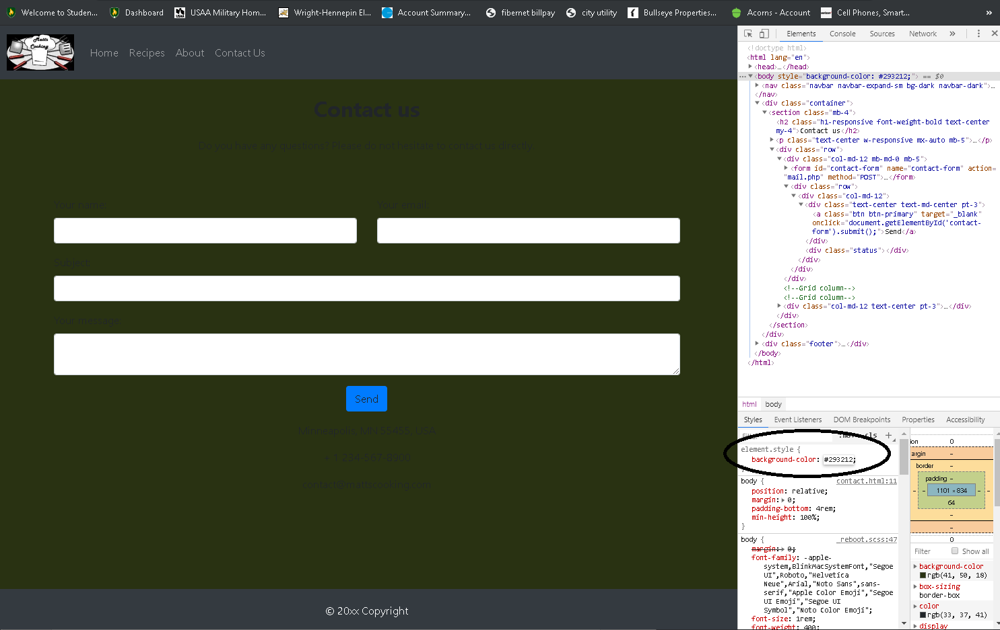 Welcome to Studen...
Dashboard
USAA Military Hom...
Wright-Hennepin El...
Account Summary...
fibernet billpay
city utility
Bullseye Properties...
Acorns - Account
Cell Phones, Smart...
»
Matts
Cooking
Home
Recipes
About
Contact Us
Contact us
Do you have any questions? Please do not hesitate to contact us directly.
Your name:
Your email:
Subject:
Your message:
Send
Minneapolis, MN 55455, USA
+ 1 234-567-8900
contact@mattscooking.com
© 20xx Copyright
Elements
Console
Sources
Network
»
<!doctype html>
<html lang="en">
<head>…</head>
<body style="background-color: #293212;"> == $0
<nav class="navbar navbar-expand-sm bg-dark navbar-dark">…
</nav>
<div class="container">
<section class="mb-4">
<h2 class="h1-responsive font-weight-bold text-center
my-4">Contact us</h2>
<p class="text-center w-responsive mx-auto mb-5">…</p>
<div class="row">
<div class="col-md-12 mb-md-0 mb-5">
<form id="contact-form" name="contact-form" action=
"mail.php" method="POST">…</form>
<div class="row">
<div class="col-md-12">
<div class="text-center text-md-center pt-3">
<a class="btn btn-primary" target="_blank"
onclick="document.getElementById('contact-
form').submit();">Send</a>
</div>
<div class="status"></div>
</div>
</div>
</div>
<!--Grid column-->
<!--Grid column-->
<div class="col-md-12 text-center pt-3">…</div>
</div>
</section>
</div>
<div class="footer">…</div>
</body>
</html>
html
body
Styles
Event Listeners
DOM Breakpoints
Properties
Accessibility
.cls +
element.style {
background-color: #293212;
}
body {
contact.html:11
position: relative;
margin: 0;
padding-bottom: 4rem;
min-height: 100%;
}
body {
_reboot.scss:47
margin: 0;
font-family: -apple-
system,BlinkMacSystemFont,"Segoe
UI",Roboto,"Helvetica
Neue",Arial,"Noto Sans",sans-
serif,"Apple Color Emoji","Segoe
UI Emoji","Segoe UI
Symbol","Noto Color Emoji";
font-size: 1rem;
font-weight: 400;
ion
0
argin
–
border
–
padding
–
– – 1101 × 834 – –
64
–
–
0
Filter
Show all
background-color
rgb(41, 50, 18)
box-sizing
border-box
color
rgb(33, 37, 41)
display